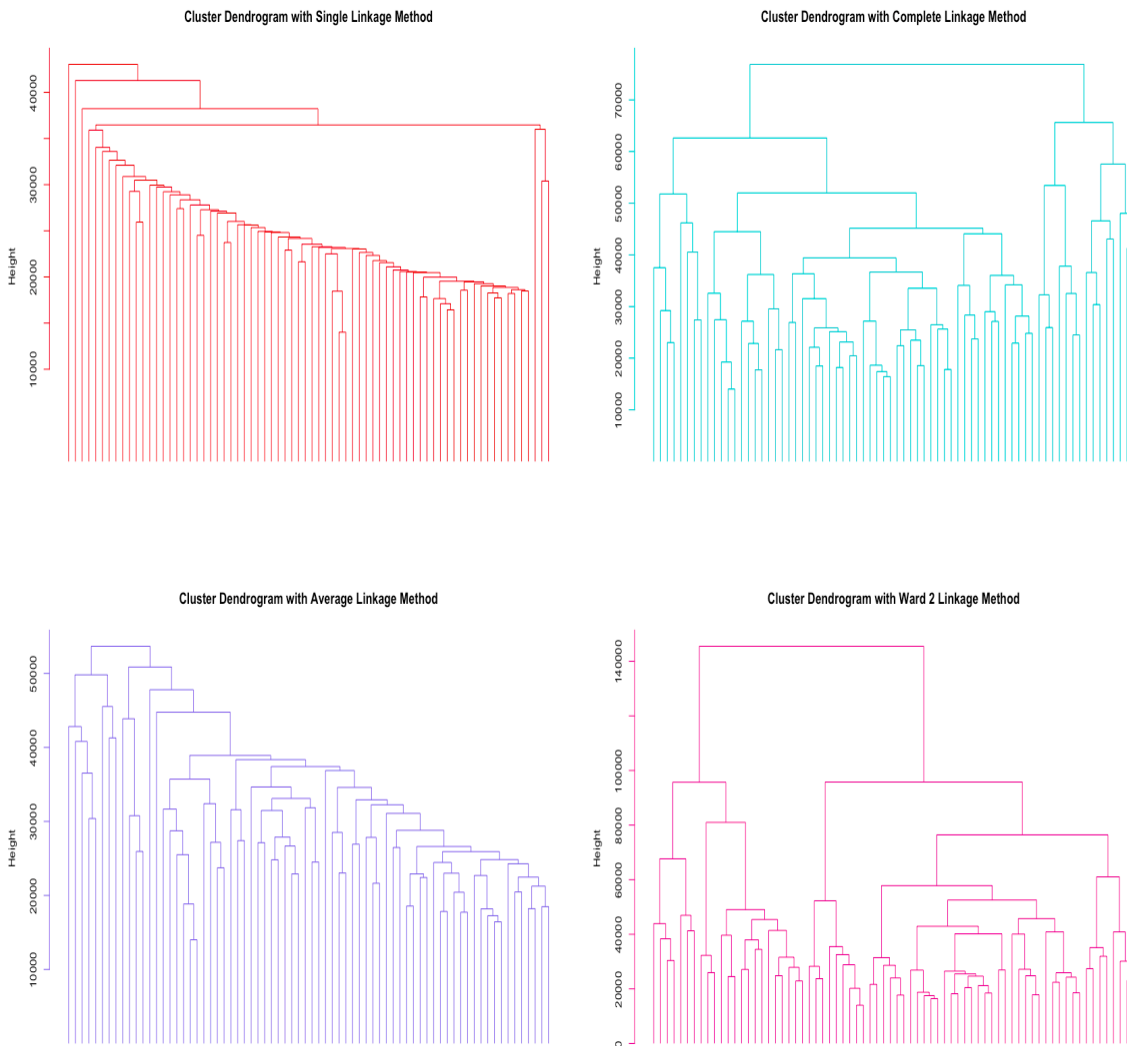 Cluster Dendrogram with Single Linkage Method
Height
40000
30000
20000
10000
Cluster Dendrogram with Complete Linkage Method
Height
70000
60000
50000
40000
30000
20000
10000
Cluster Dendrogram with Average Linkage Method
Height
50000
40000
30000
20000
10000
Cluster Dendrogram with Ward 2 Linkage Method
Height
140000
100000
80000
60000
40000
20000
0